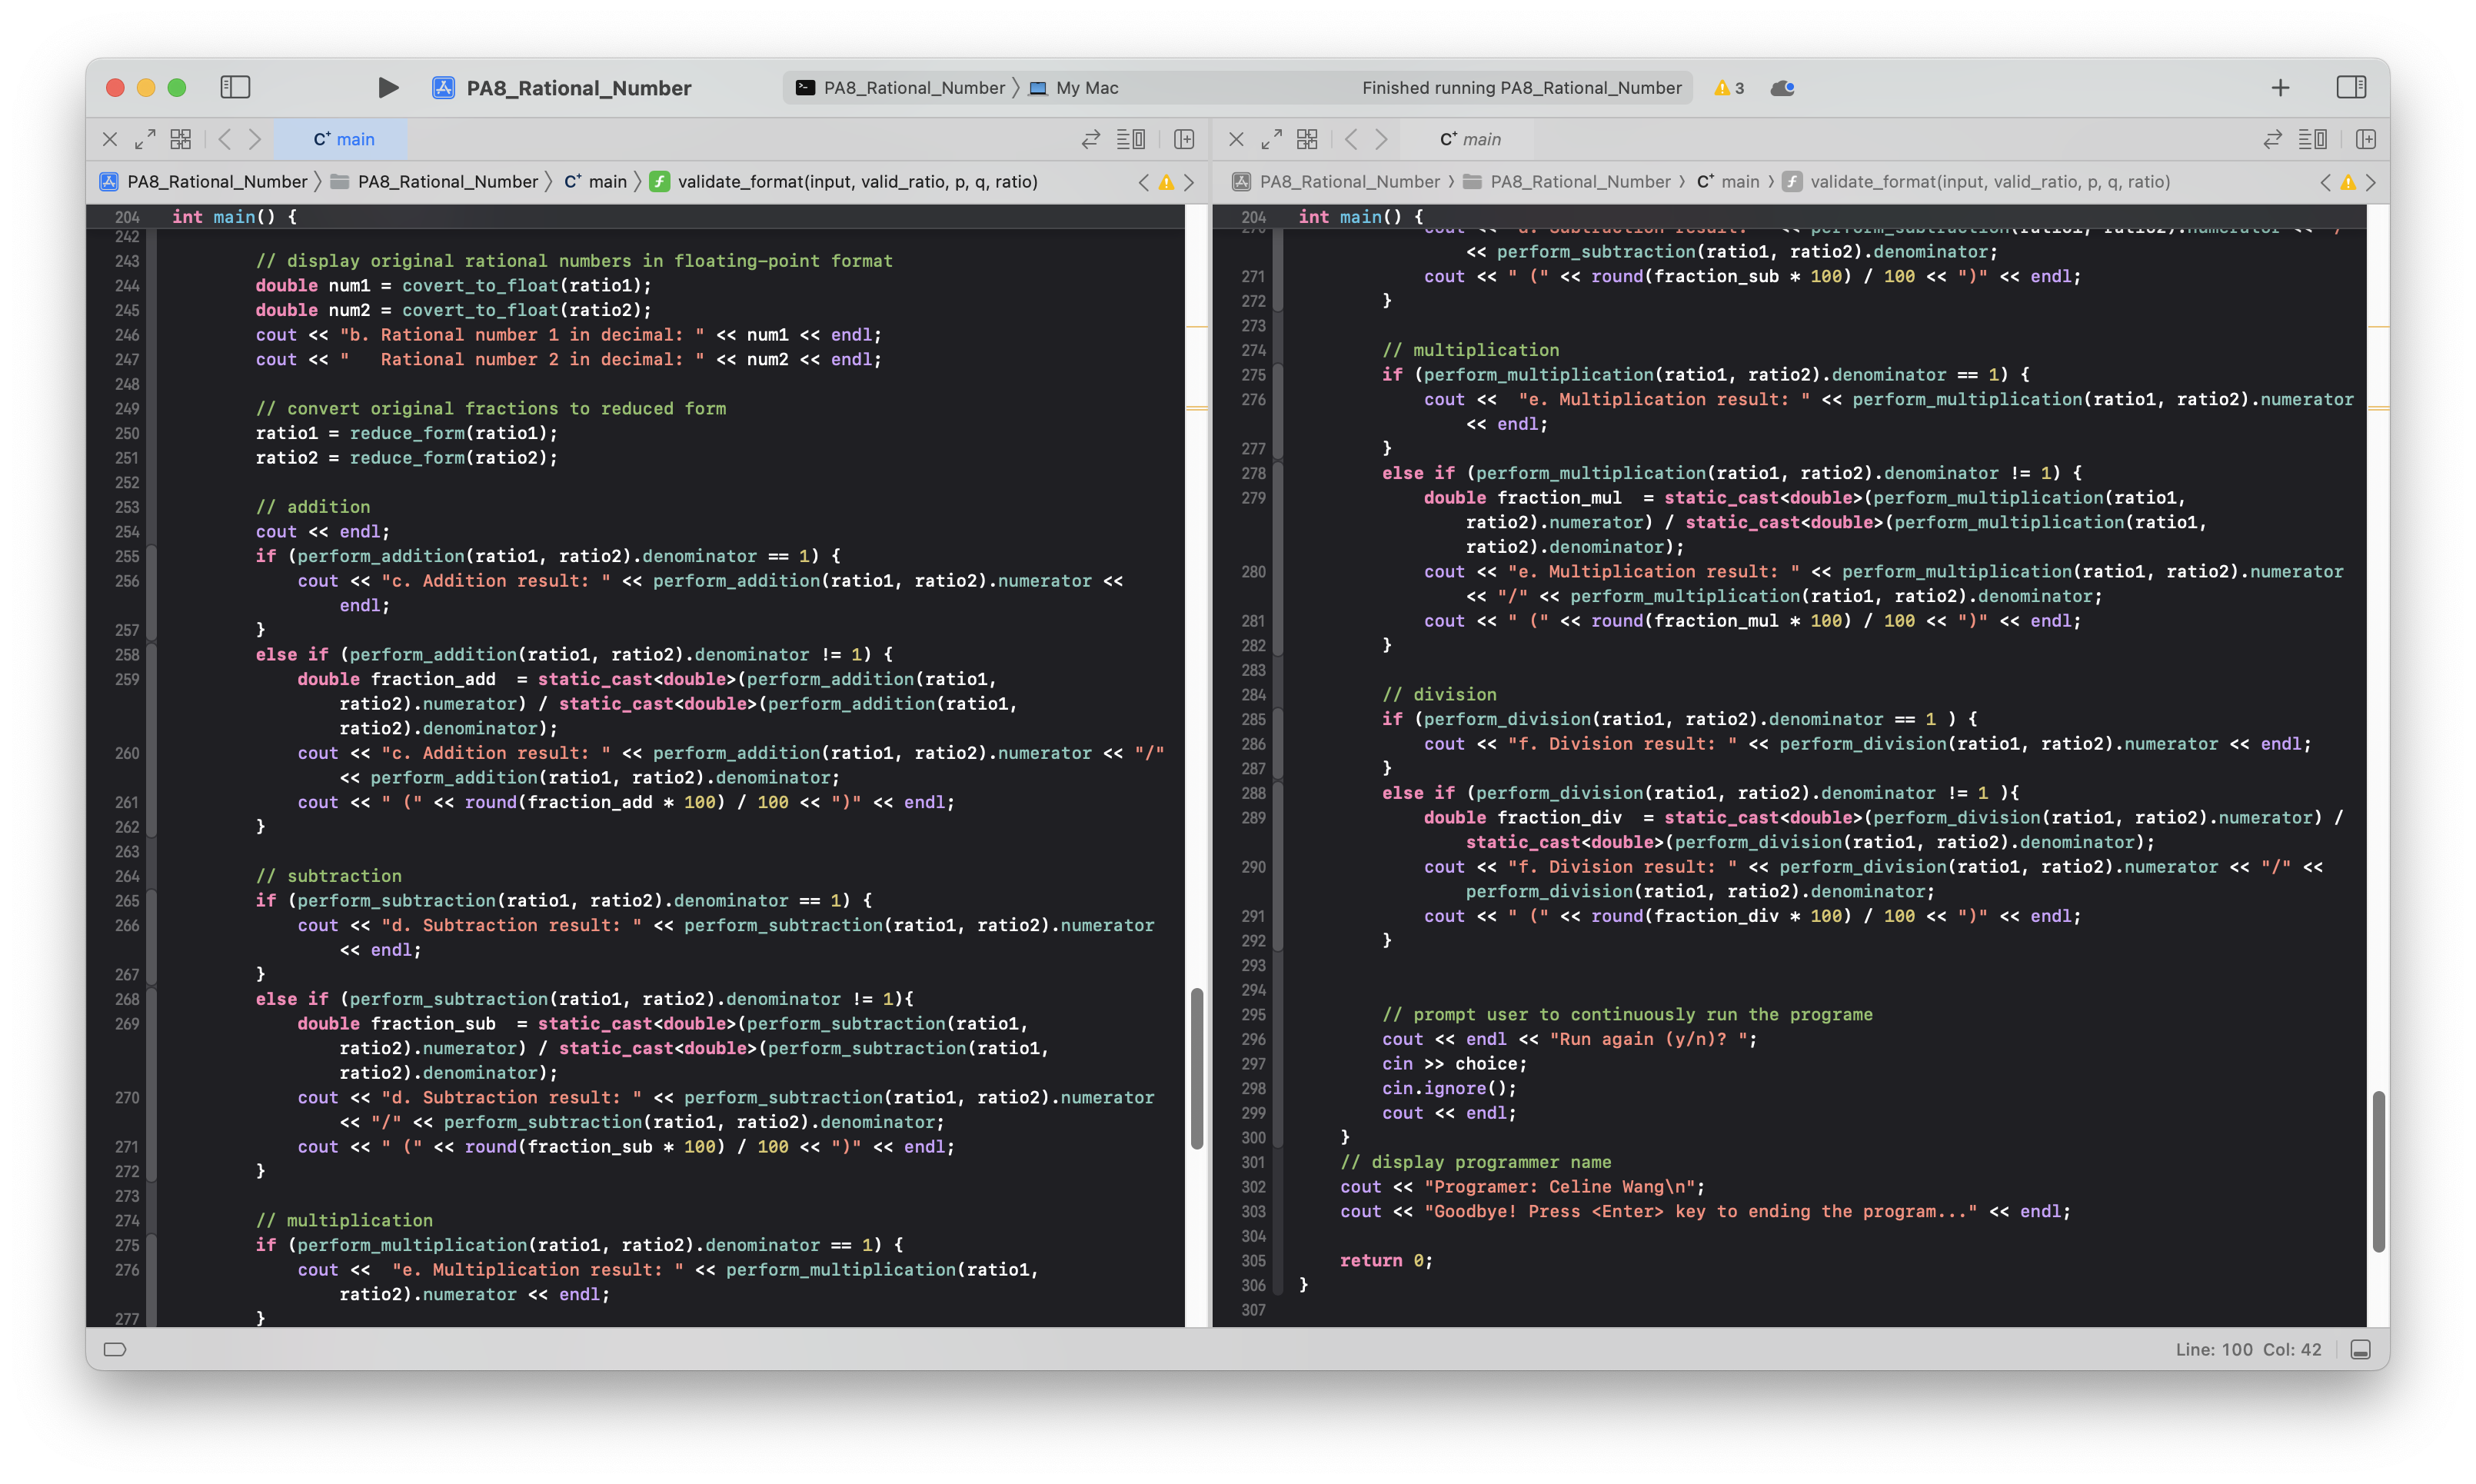 PA8_Rational_Number
PA8_Rational_Number 〉 My Mac
Finished running PA8_Rational_Number
3
C+ main
PA8_Rational_Number 〉 PA8_Rational_Number 〉 C+ main 〉 f validate_format(input, valid_ratio, p, q, ratio)
204 int main() {
242
243 // display original rational numbers in floating-point format
244 double num1 = covert_to_float(ratio1);
245 double num2 = covert_to_float(ratio2);
246 cout << "b. Rational number 1 in decimal: " << num1 << endl;
247 cout << "   Rational number 2 in decimal: " << num2 << endl;
248
249 // convert original fractions to reduced form
250 ratio1 = reduce_form(ratio1);
251 ratio2 = reduce_form(ratio2);
252
253 // addition
254 cout << endl;
255 if (perform_addition(ratio1, ratio2).denominator == 1) {
256 cout << "c. Addition result: " << perform_addition(ratio1, ratio2).numerator <<
endl;
257 }
258 else if (perform_addition(ratio1, ratio2).denominator != 1) {
259 double fraction_add  = static_cast<double>(perform_addition(ratio1,
ratio2).numerator) / static_cast<double>(perform_addition(ratio1,
ratio2).denominator);
260 cout << "c. Addition result: " << perform_addition(ratio1, ratio2).numerator << "/"
<< perform_addition(ratio1, ratio2).denominator;
261 cout << " (" << round(fraction_add * 100) / 100 << ")" << endl;
262 }
263
264 // subtraction
265 if (perform_subtraction(ratio1, ratio2).denominator == 1) {
266 cout << "d. Subtraction result: " << perform_subtraction(ratio1, ratio2).numerator
<< endl;
267 }
268 else if (perform_subtraction(ratio1, ratio2).denominator != 1){
269 double fraction_sub  = static_cast<double>(perform_subtraction(ratio1,
ratio2).numerator) / static_cast<double>(perform_subtraction(ratio1,
ratio2).denominator);
270 cout << "d. Subtraction result: " << perform_subtraction(ratio1, ratio2).numerator
<< "/" << perform_subtraction(ratio1, ratio2).denominator;
271 cout << " (" << round(fraction_sub * 100) / 100 << ")" << endl;
272 }
273
274 // multiplication
275 if (perform_multiplication(ratio1, ratio2).denominator == 1) {
276 cout <<  "e. Multiplication result: " << perform_multiplication(ratio1,
ratio2).numerator << endl;
277 }
C+ main
PA8_Rational_Number 〉 PA8_Rational_Number 〉 C+ main 〉 f validate_format(input, valid_ratio, p, q, ratio)
204 int main() {
270 cout << "d. Subtraction result: " << perform_subtraction(ratio1, ratio2).numerator << "/"
<< perform_subtraction(ratio1, ratio2).denominator;
271 cout << " (" << round(fraction_sub * 100) / 100 << ")" << endl;
272 }
273
274 // multiplication
275 if (perform_multiplication(ratio1, ratio2).denominator == 1) {
276 cout <<  "e. Multiplication result: " << perform_multiplication(ratio1, ratio2).numerator
<< endl;
277 }
278 else if (perform_multiplication(ratio1, ratio2).denominator != 1) {
279 double fraction_mul  = static_cast<double>(perform_multiplication(ratio1,
ratio2).numerator) / static_cast<double>(perform_multiplication(ratio1,
ratio2).denominator);
280 cout << "e. Multiplication result: " << perform_multiplication(ratio1, ratio2).numerator
<< "/" << perform_multiplication(ratio1, ratio2).denominator;
281 cout << " (" << round(fraction_mul * 100) / 100 << ")" << endl;
282 }
283
284 // division
285 if (perform_division(ratio1, ratio2).denominator == 1 ) {
286 cout << "f. Division result: " << perform_division(ratio1, ratio2).numerator << endl;
287 }
288 else if (perform_division(ratio1, ratio2).denominator != 1 ){
289 double fraction_div  = static_cast<double>(perform_division(ratio1, ratio2).numerator) /
static_cast<double>(perform_division(ratio1, ratio2).denominator);
290 cout << "f. Division result: " << perform_division(ratio1, ratio2).numerator << "/" <<
perform_division(ratio1, ratio2).denominator;
291 cout << " (" << round(fraction_div * 100) / 100 << ")" << endl;
292 }
293
294
295 // prompt user to continuously run the programe
296 cout << endl << "Run again (y/n)? ";
297 cin >> choice;
298 cin.ignore();
299 cout << endl;
300 }
301 // display programmer name
302 cout << "Programer: Celine Wang\n";
303 cout << "Goodbye! Press <Enter> key to ending the program..." << endl;
304
305 return 0;
306 }
307
Line: 100 Col: 42